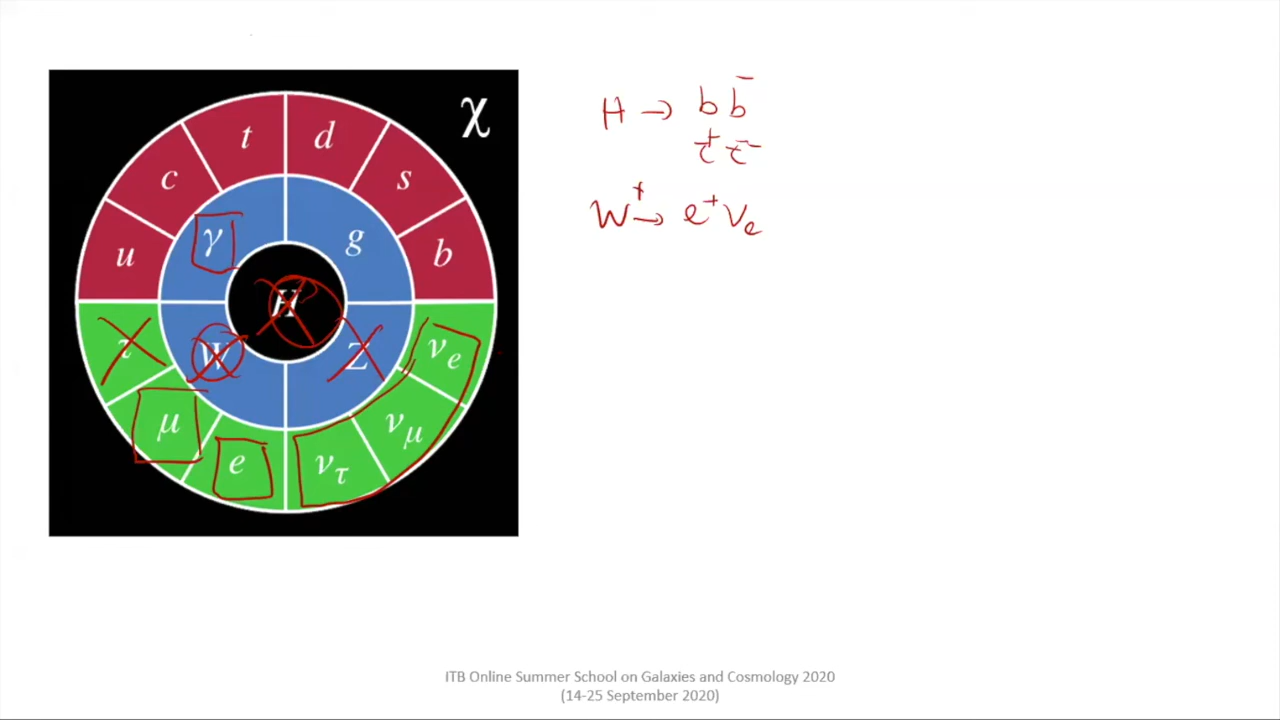 χ
t d
c s
u γ g b
H
τ W Z νe
μ νμ
e ντ
H → b b̄
τ⁺ τ⁻
W⁺ → e⁺ νe
ITB Online Summer School on Galaxies and Cosmology 2020
(14-25 September 2020)